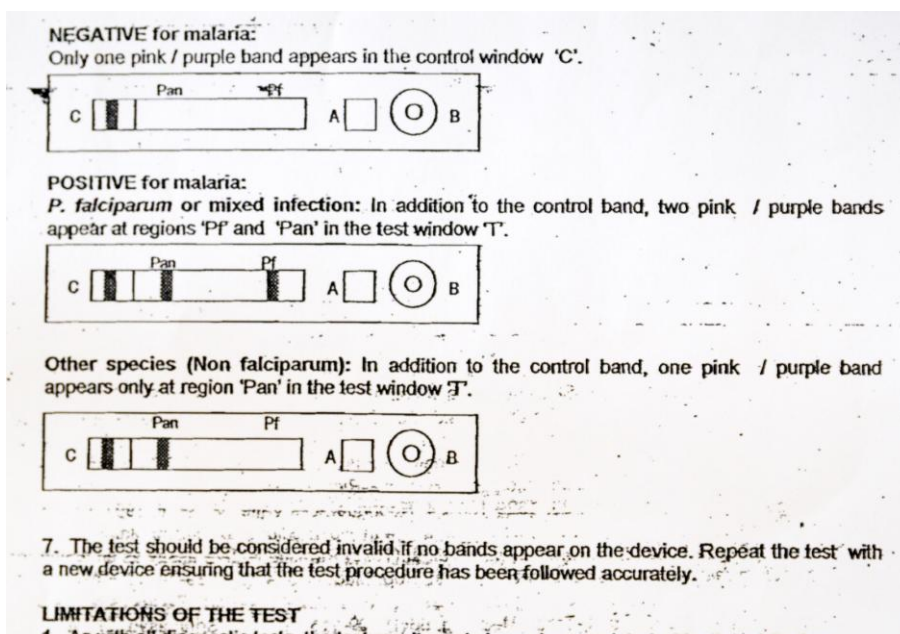 NEGATIVE for malaria:
Only one pink / purple band appears in the control window 'C'.
Pan Pf
C A B
POSITIVE for malaria:
P. falciparum or mixed infection: In addition to the control band, two pink / purple bands
appear at regions 'Pf' and 'Pan' in the test window 'T'.
Pan Pf
C A B
Other species (Non falciparum): In addition to the control band, one pink / purple band
appears only at region 'Pan' in the test window 'T'.
Pan Pf
C A B
7. The test should be considered invalid if no bands appear on the device. Repeat the test with
a new device ensuring that the test procedure has been followed accurately.
LIMITATIONS OF THE TEST